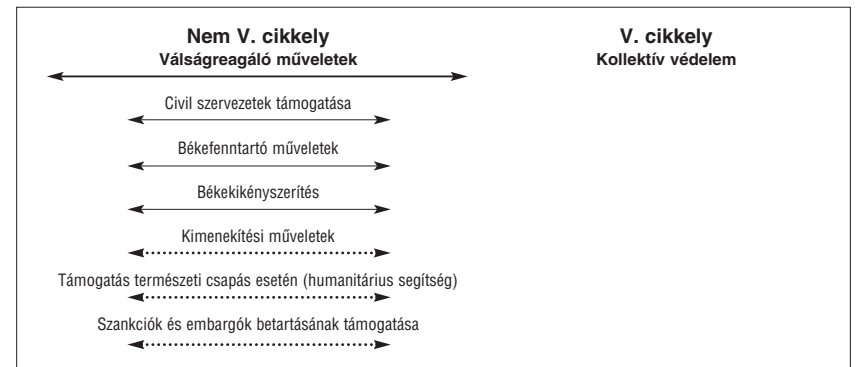 Nem V. cikkely
Válságreagáló műveletek
V. cikkely
Kollektív védelem
Civil szervezetek támogatása
Békefenntartó műveletek
Békekikényszerítés
Kimenekítési műveletek
Támogatás természeti csapás esetén (humanitárius segítség)
Szankciók és embargók betartásának támogatása